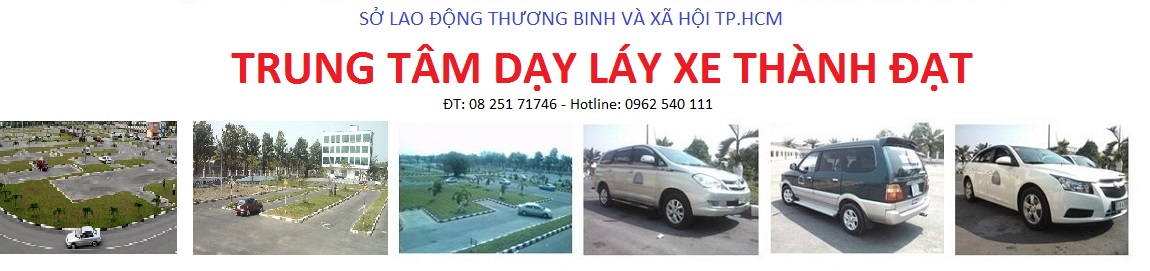 SỞ LAO ĐỘNG THƯƠNG BINH VÀ XÃ HỘI TP.HCM
TRUNG TÂM DẠY LÁY XE THÀNH ĐẠT
ĐT: 08 251 71746 - Hotline: 0962 540 111